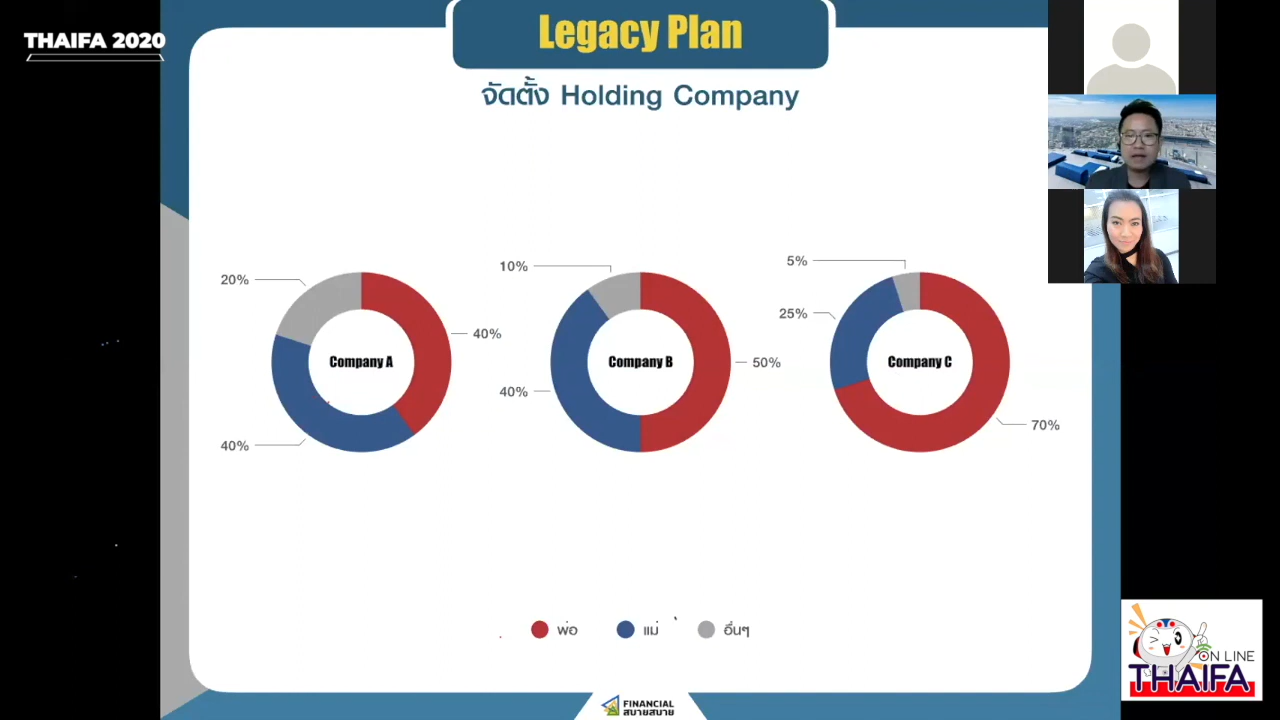 THAIFA 2020
Legacy Plan
จัดตั้ง Holding Company
20%
40%
40%
Company A
10%
50%
40%
Company B
5%
25%
70%
Company C
พ่อ
แม่
อื่นๆ
FINANCIAL
สบายสบาย
ON LINE
THAIFA